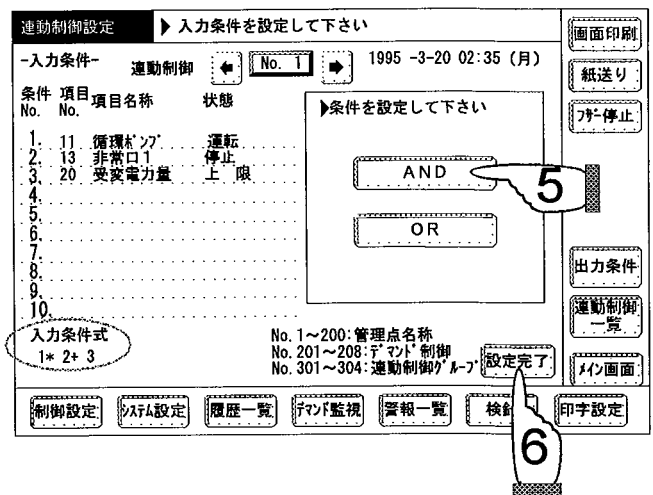 連動制御設定 ▶入力条件を設定して下さい
-入力条件- 連動制御 ← No. 1 → 1995 -3-20 02:35 (月)
条件 項目 項目名称 状態
No. No.
1. 11 循環ﾎﾟﾝﾌﾟ 運転
2. 13 非常口1 停止
3. 20 受変電力量 上 限
4.
5.
6.
7.
8.
9.
10.
▶条件を設定して下さい
AND
OR
5
入力条件式
1* 2+ 3
No.1～200:管理点名称
No.201～208:ﾃﾞﾏﾝﾄﾞ制御
No.301～304:連動制御ｸﾞﾙｰﾌﾟ
設定完了
6
画面印刷
紙送り
ﾌﾞｻﾞｰ停止
出力条件
連動制御
一覧
ﾒｲﾝ画面
制御設定 ｼｽﾃﾑ設定 履歴一覧 ﾃﾞﾏﾝﾄﾞ監視 警報一覧 検針 印字設定